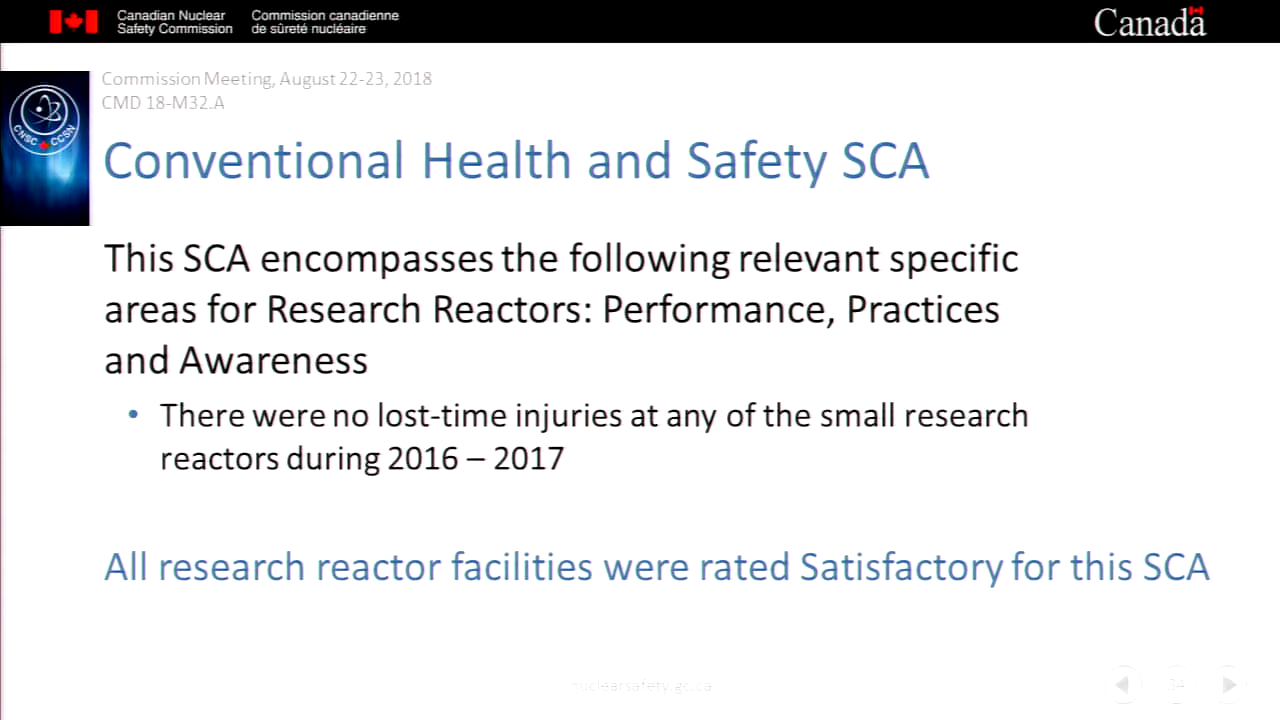 Canadian Nuclear Safety Commission
Commission canadienne de sûreté nucléaire
Canada
Commission Meeting, August 22-23, 2018
CMD 18-M32.A
CNSC CCSN
Conventional Health and Safety SCA
This SCA encompasses the following relevant specific
areas for Research Reactors: Performance, Practices
and Awareness
• There were no lost-time injuries at any of the small research
reactors during 2016 – 2017
All research reactor facilities were rated Satisfactory for this SCA
nuclearsafety.gc.ca
34